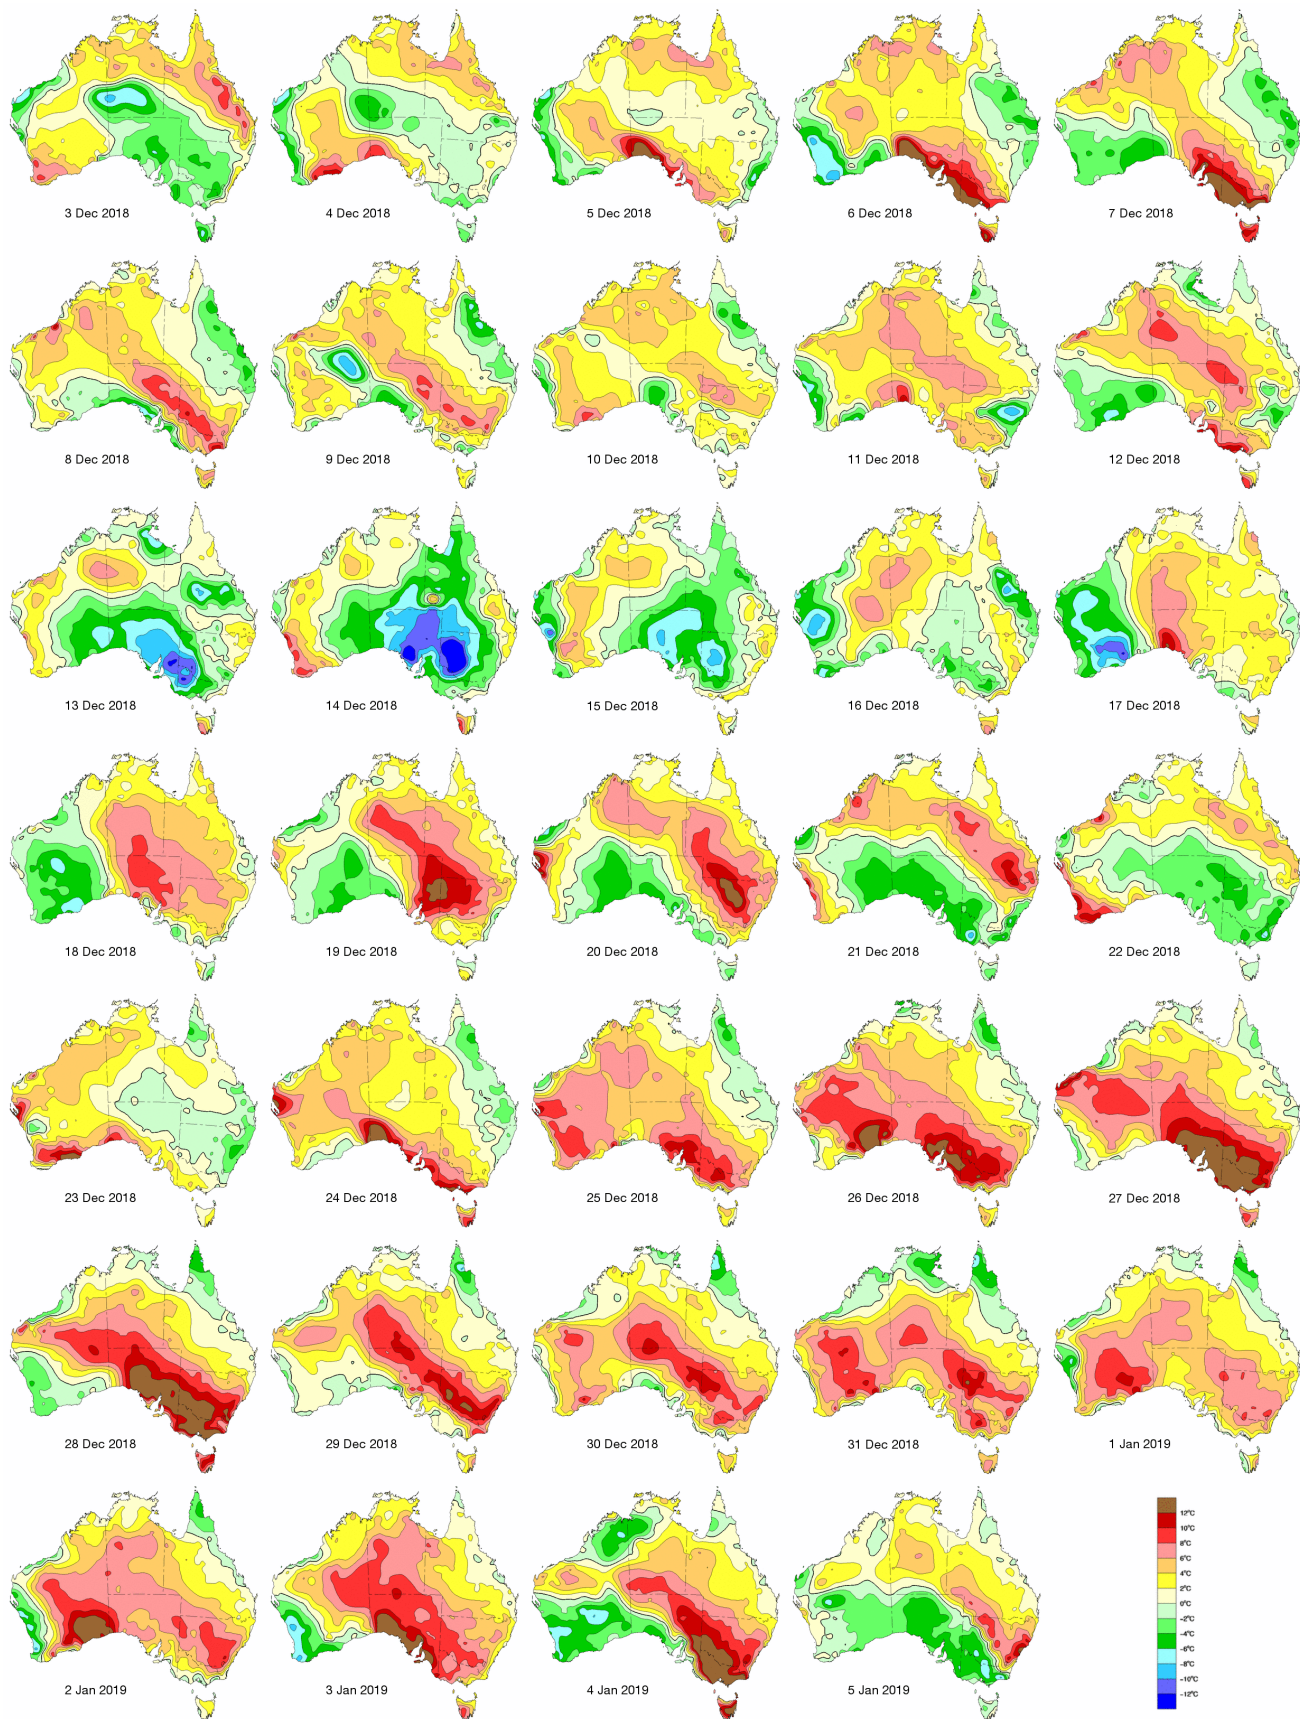 3 Dec 2018
4 Dec 2018
5 Dec 2018
6 Dec 2018
7 Dec 2018
8 Dec 2018
9 Dec 2018
10 Dec 2018
11 Dec 2018
12 Dec 2018
13 Dec 2018
14 Dec 2018
15 Dec 2018
16 Dec 2018
17 Dec 2018
18 Dec 2018
19 Dec 2018
20 Dec 2018
21 Dec 2018
22 Dec 2018
23 Dec 2018
24 Dec 2018
25 Dec 2018
26 Dec 2018
27 Dec 2018
28 Dec 2018
29 Dec 2018
30 Dec 2018
31 Dec 2018
1 Jan 2019
2 Jan 2019
3 Jan 2019
4 Jan 2019
5 Jan 2019
12°C
10°C
8°C
6°C
4°C
2°C
0°C
-2°C
-4°C
-6°C
-8°C
-10°C
-12°C